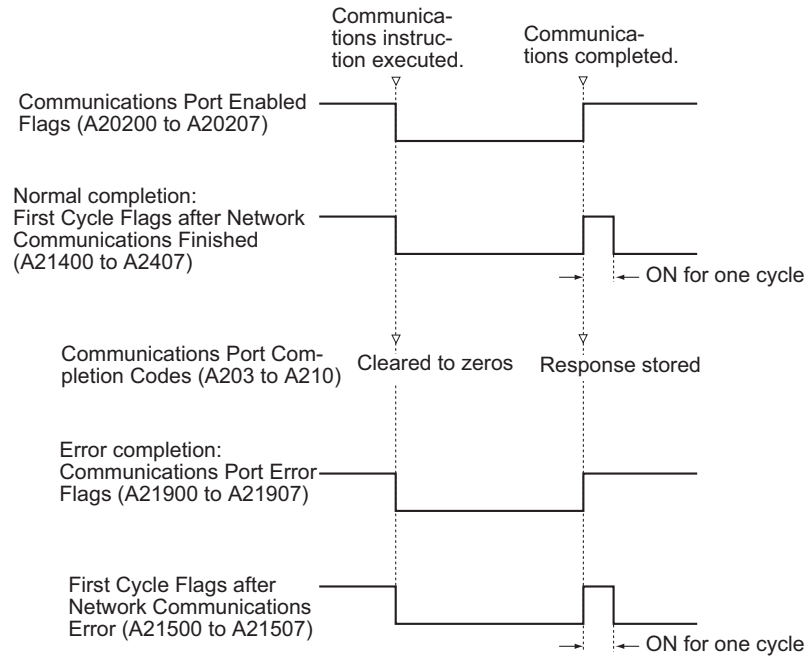 Communica-
tions instruc-
tion executed.
Communica-
tions completed.
Communications Port Enabled
Flags (A20200 to A20207)
Normal completion:
First Cycle Flags after Network
Communications Finished
(A21400 to A2407)
ON for one cycle
Communications Port Com-
pletion Codes (A203 to A210)
Cleared to zeros
Response stored
Error completion:
Communications Port Error
Flags (A21900 to A21907)
First Cycle Flags after
Network Communications
Error (A21500 to A21507)
ON for one cycle